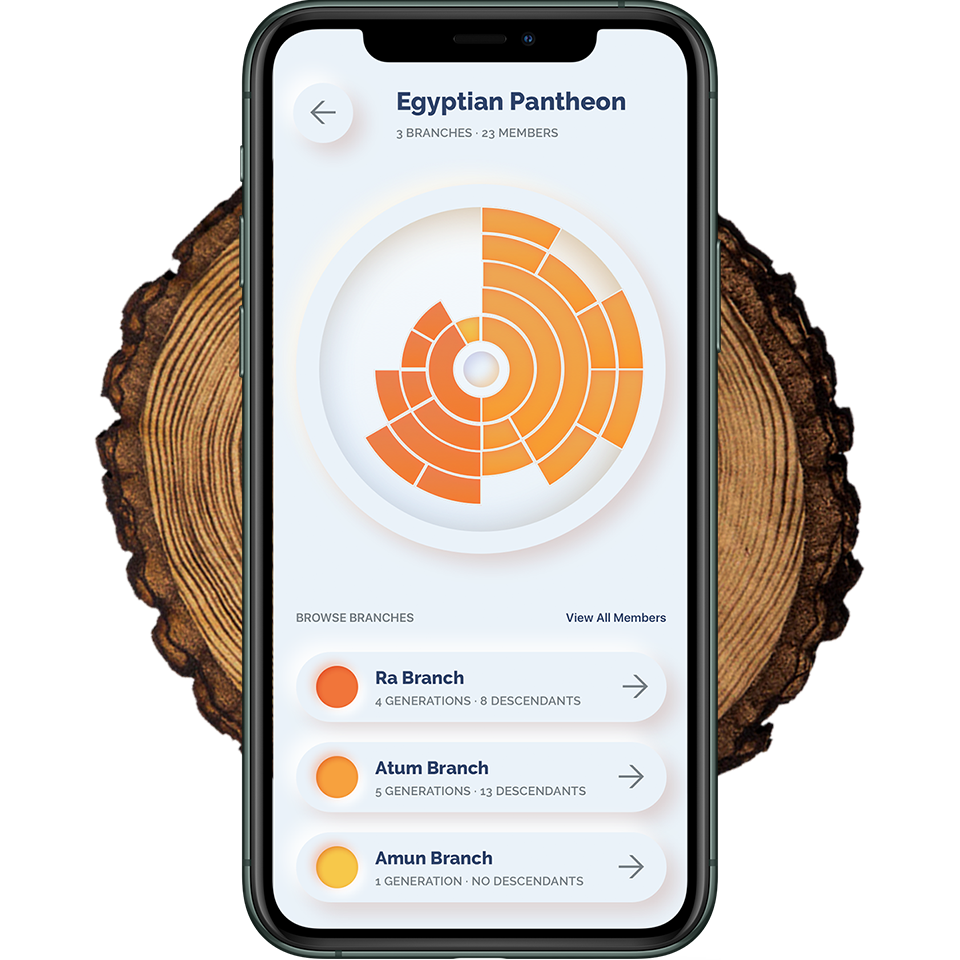 Egyptian Pantheon
3 BRANCHES · 23 MEMBERS
BROWSE BRANCHES
View All Members
Ra Branch
4 GENERATIONS · 8 DESCENDANTS
Atum Branch
5 GENERATIONS · 13 DESCENDANTS
Amun Branch
1 GENERATION · NO DESCENDANTS